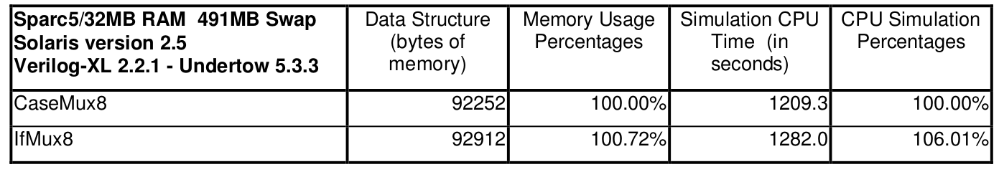 Sparc5/32MB RAM  491MB Swap
Solaris version 2.5
Verilog-XL 2.2.1 - Undertow 5.3.3
Data Structure
(bytes of
memory)
Memory Usage
Percentages
Simulation CPU
Time  (in
seconds)
CPU Simulation
Percentages
CaseMux8 92252 100.00% 1209.3 100.00%
IfMux8 92912 100.72% 1282.0 106.01%